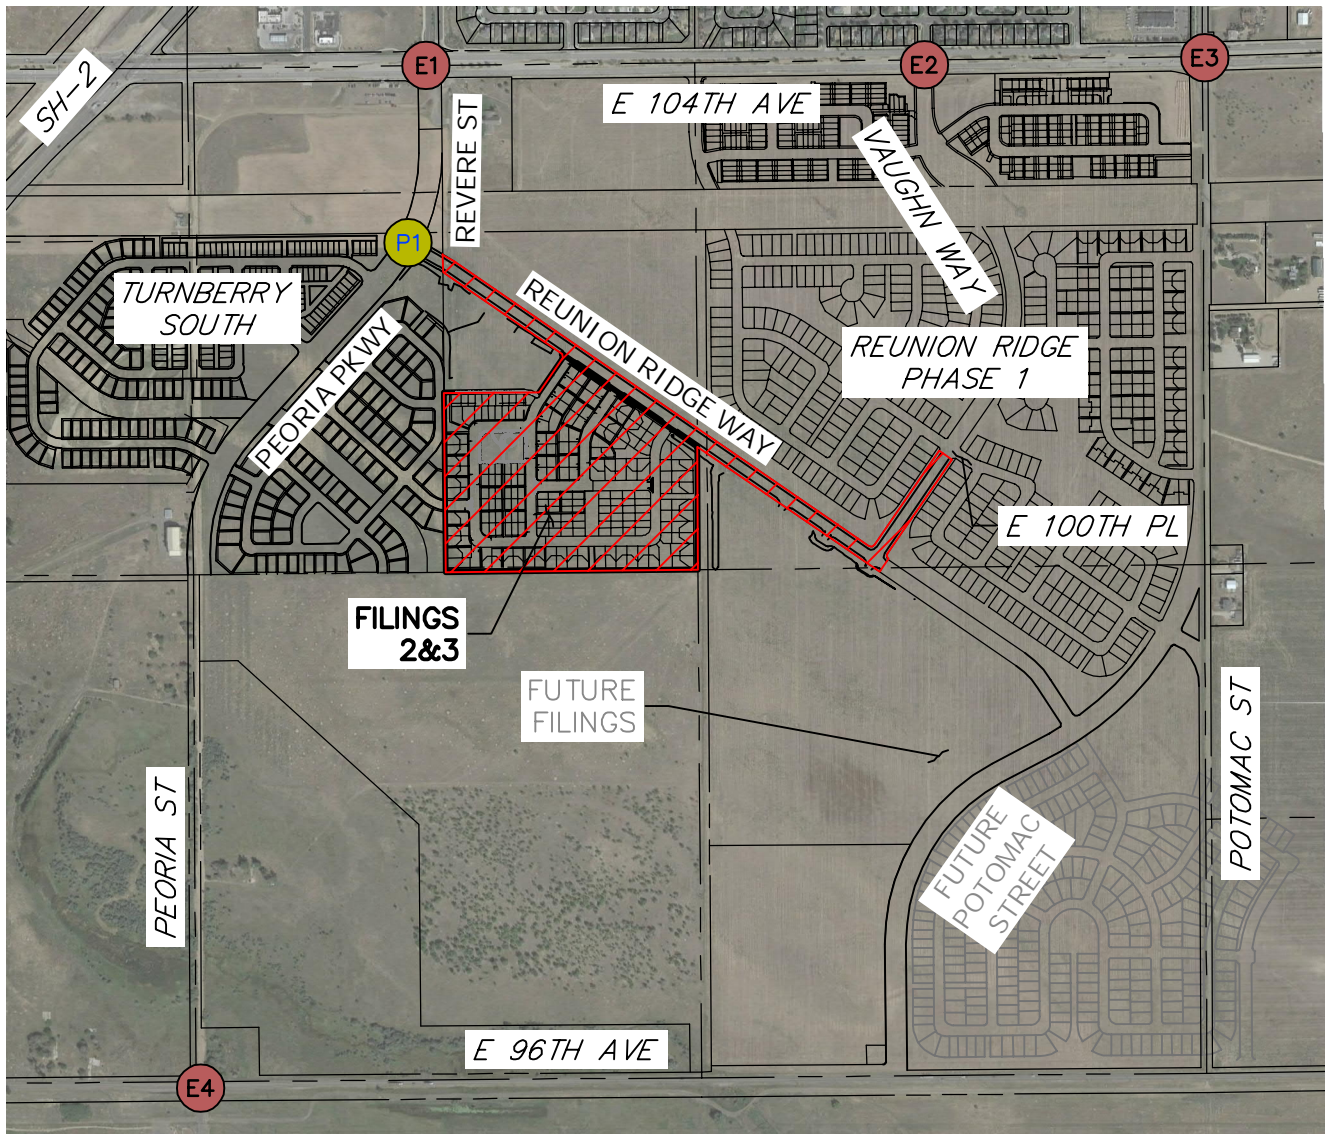 SH-2
E1
E2
E3
E 104TH AVE
REVERE ST
VAUGHN WAY
P1
TURNBERRY
SOUTH
REUNION RIDGE WAY
PEORIA PKWY
REUNION RIDGE
PHASE 1
E 100TH PL
FILINGS
2&3
FUTURE
FILINGS
POTOMAC ST
PEORIA ST
FUTURE
POTOMAC
STREET
E 96TH AVE
E4